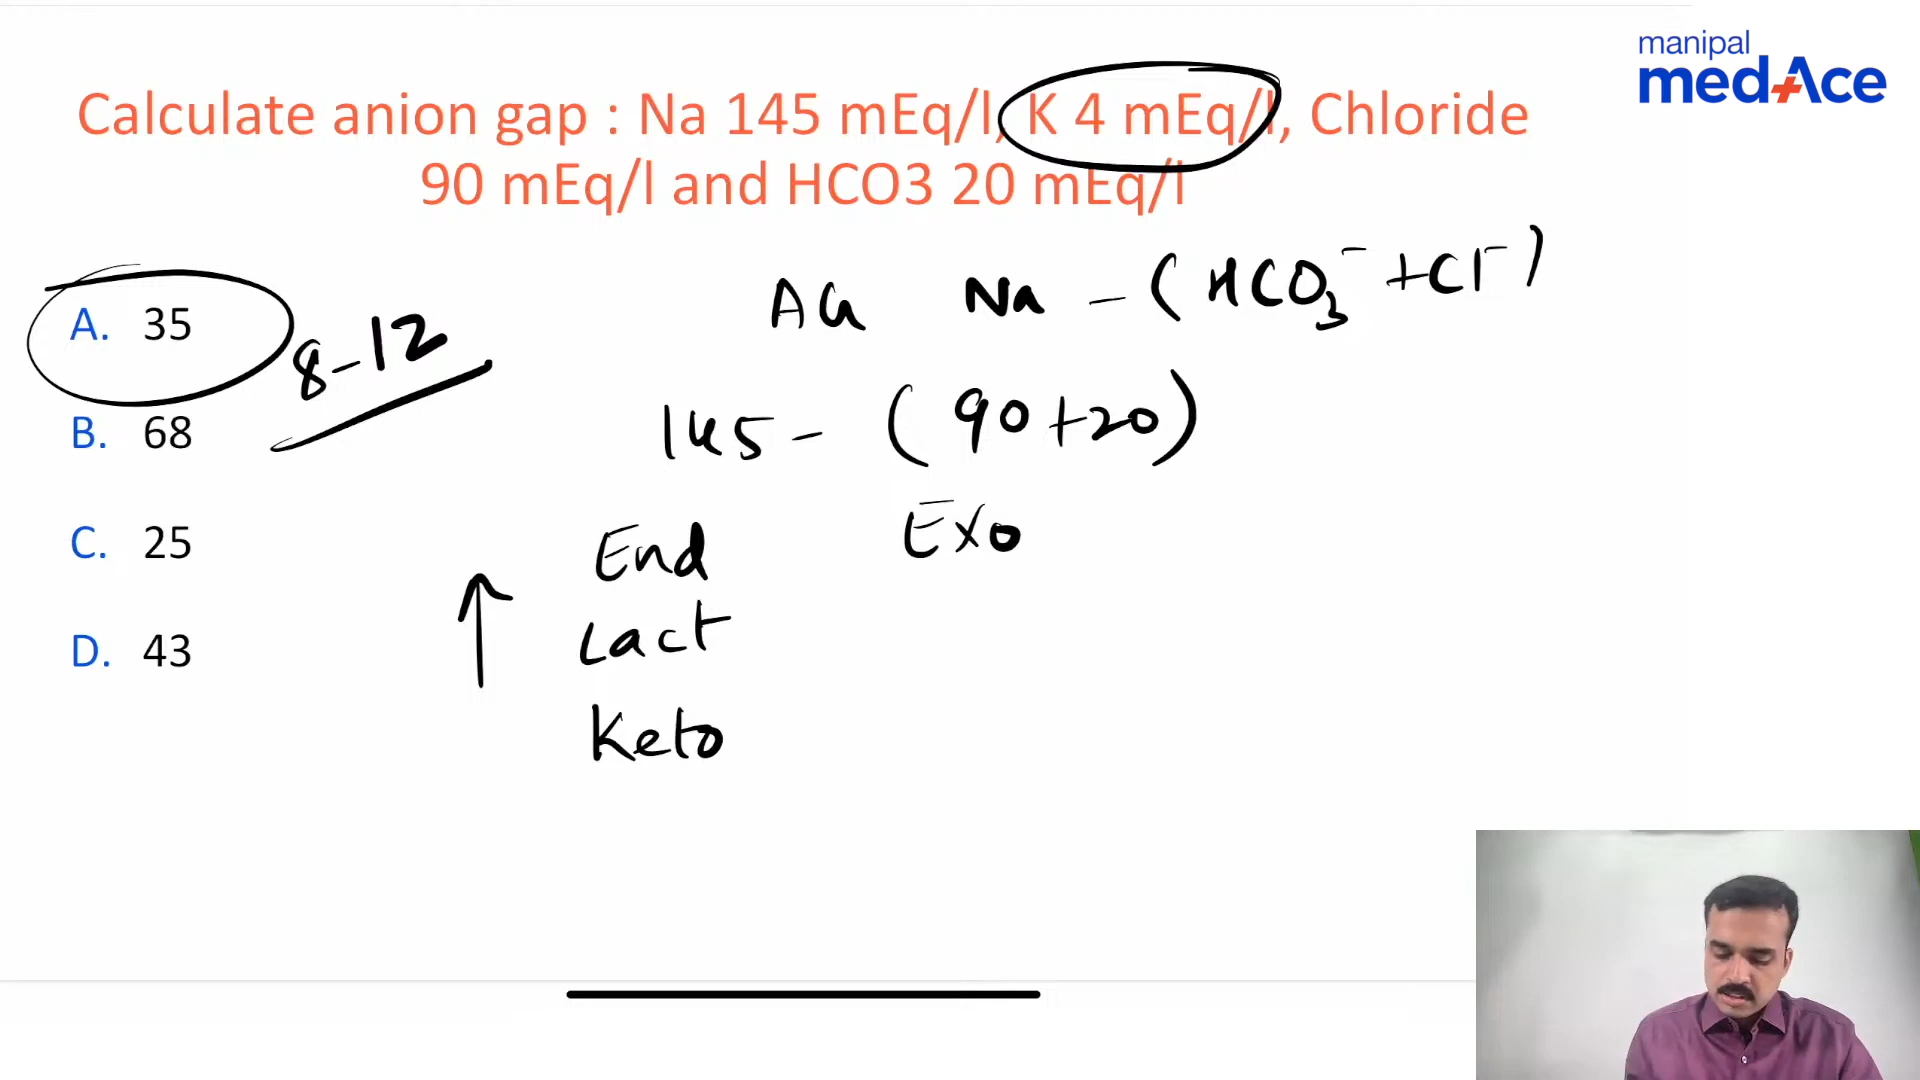 manipal
medAce
Calculate anion gap : Na 145 mEq/l, K 4 mEq/l, Chloride
90 mEq/l and HCO3 20 mEq/l
AG Na - (HCO3⁻ + Cl⁻)
A. 35
8-12
145 - (90+20)
B. 68
End Exo
C. 25
↑ Lact
D. 43
Keto